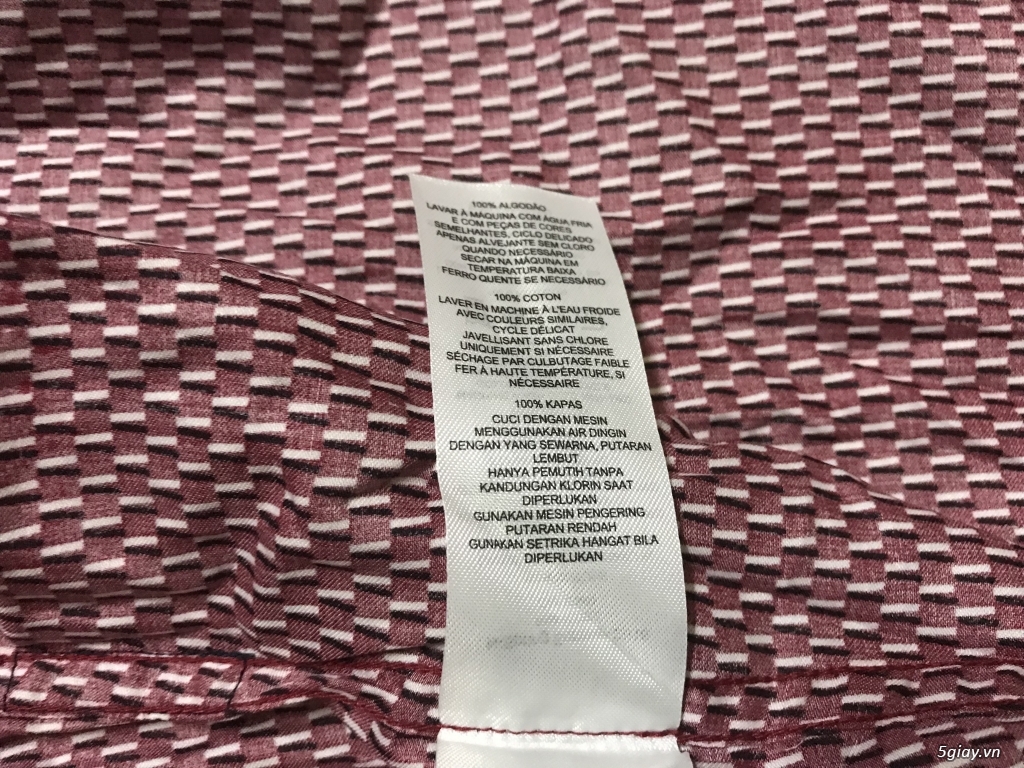 100% ALGODÃO
LAVAR À MÁQUINA COM ÁGUA FRIA
E COM PEÇAS DE CORES
SEMELHANTES, CICLO DELICADO
APENAS ALVEJANTE SEM CLORO
QUANDO NECESSÁRIO
SECAR NA MÁQUINA EM
TEMPERATURA BAIXA
FERRO QUENTE SE NECESSÁRIO
100% COTON
LAVER EN MACHINE À L'EAU FROIDE
AVEC COULEURS SIMILAIRES,
CYCLE DÉLICAT
JAVELLISANT SANS CHLORE
UNIQUEMENT SI NÉCESSAIRE
SÉCHAGE PAR CULBUTAGE FAIBLE
FER À HAUTE TEMPÉRATURE, SI
NÉCESSAIRE
100% KAPAS
CUCI DENGAN MESIN
MENGGUNAKAN AIR DINGIN
DENGAN YANG SEWARNA, PUTARAN
LEMBUT
HANYA PEMUTIH TANPA
KANDUNGAN KLORIN SAAT
DIPERLUKAN
GUNAKAN MESIN PENGERING
PUTARAN RENDAH
GUNAKAN SETRIKA HANGAT BILA
DIPERLUKAN
5giay.vn